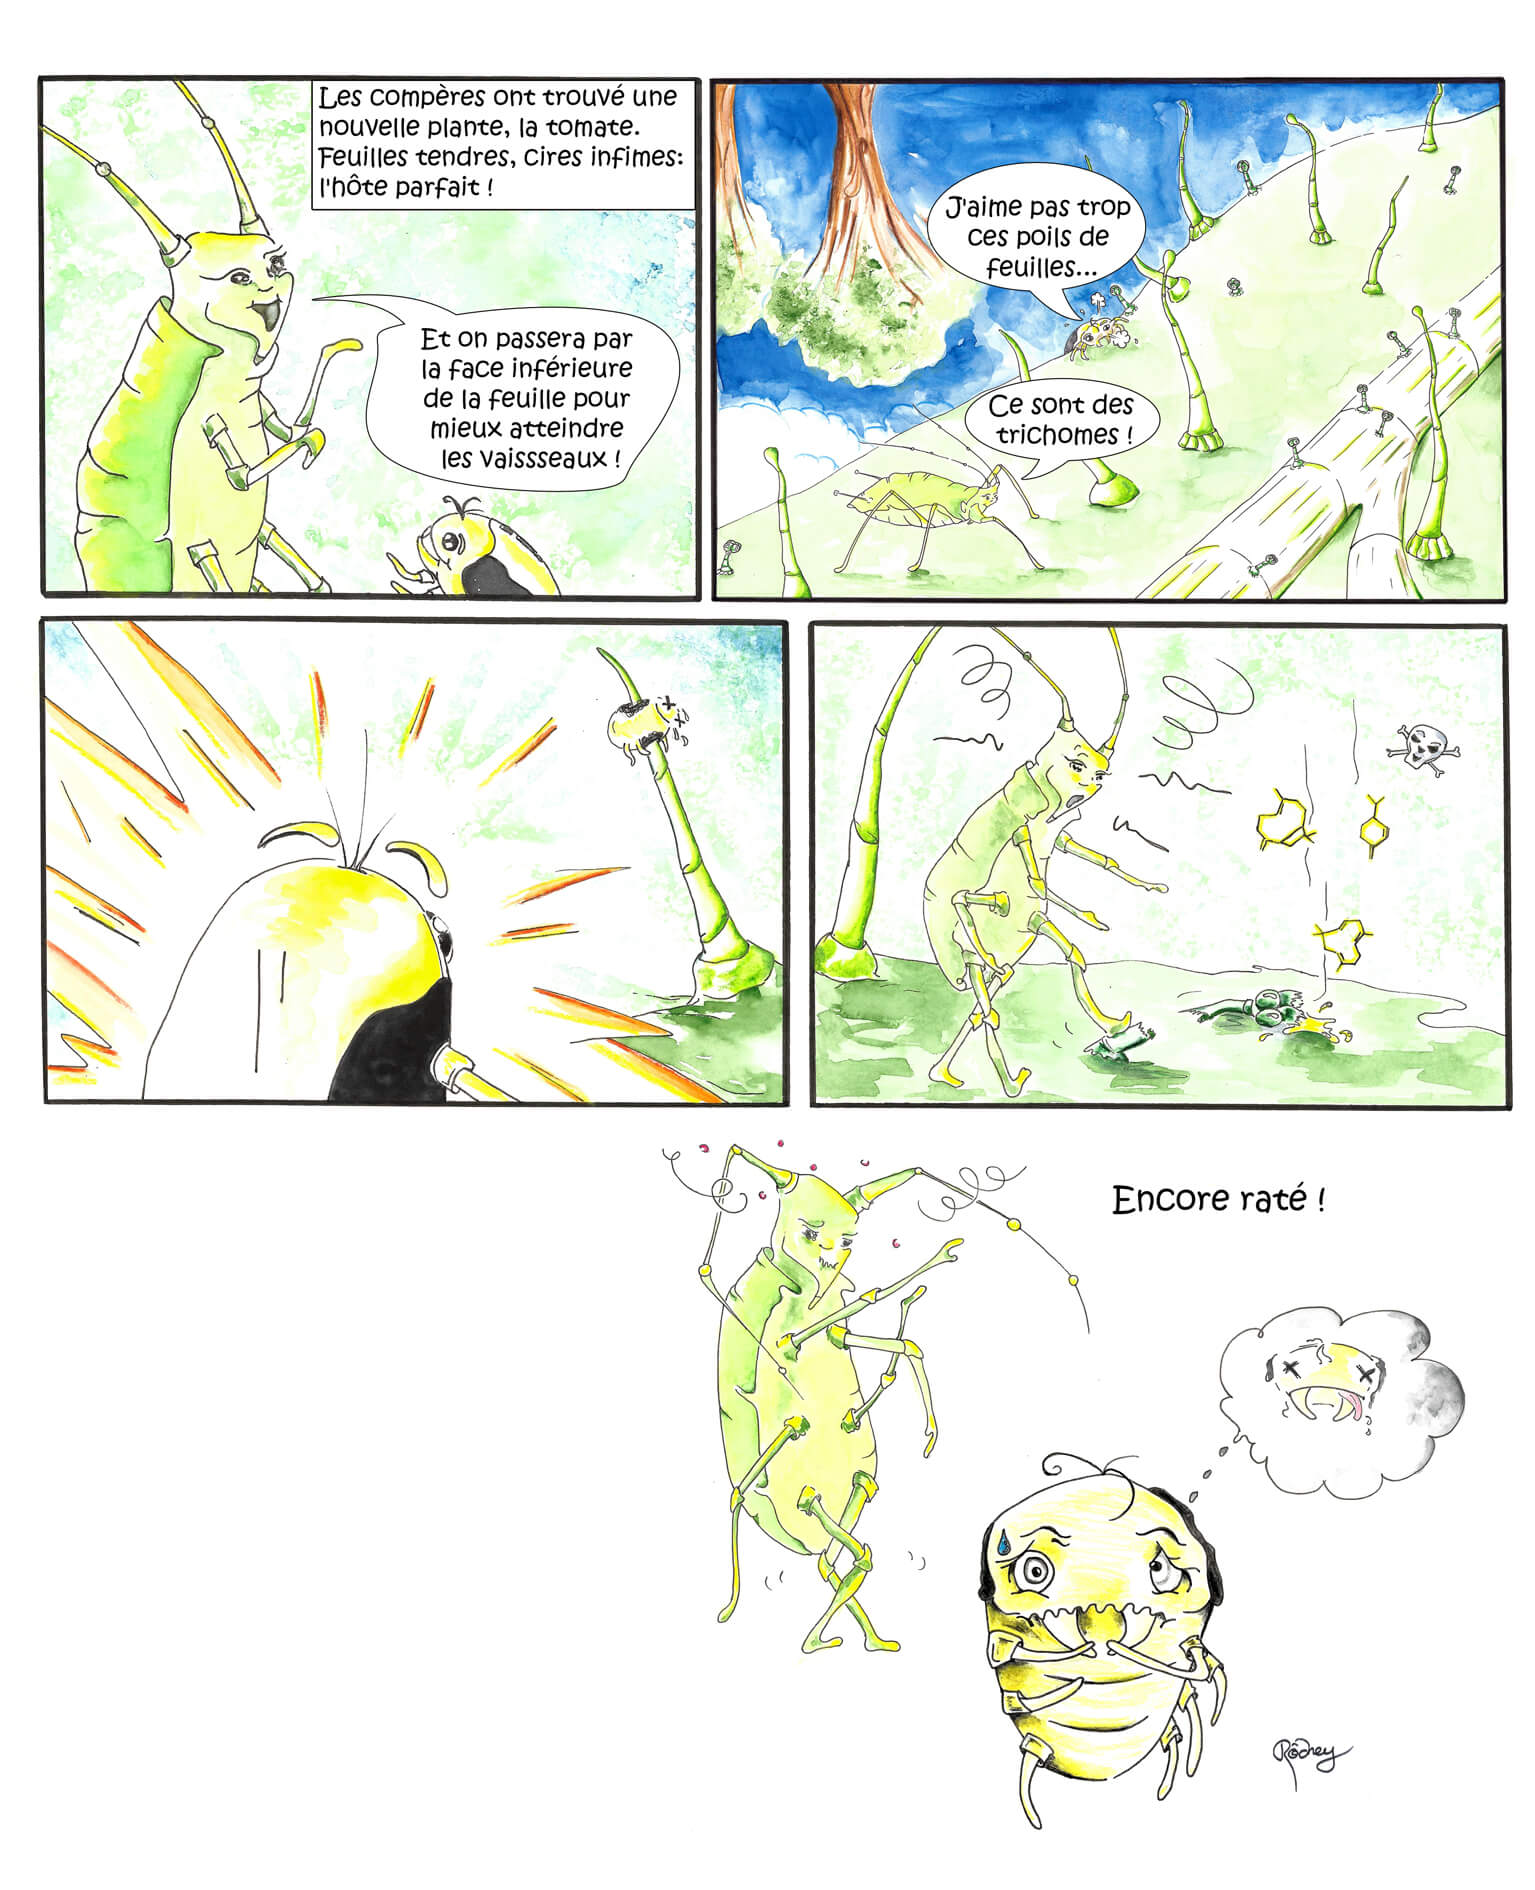 Les compères ont trouvé une
nouvelle plante, la tomate.
Feuilles tendres, cires infimes:
l'hôte parfait !
Et on passera par
la face inférieure
de la feuille pour
mieux atteindre
les vaissseaux !
J'aime pas trop
ces poils de
feuilles...
Ce sont des
trichomes !
Encore raté !